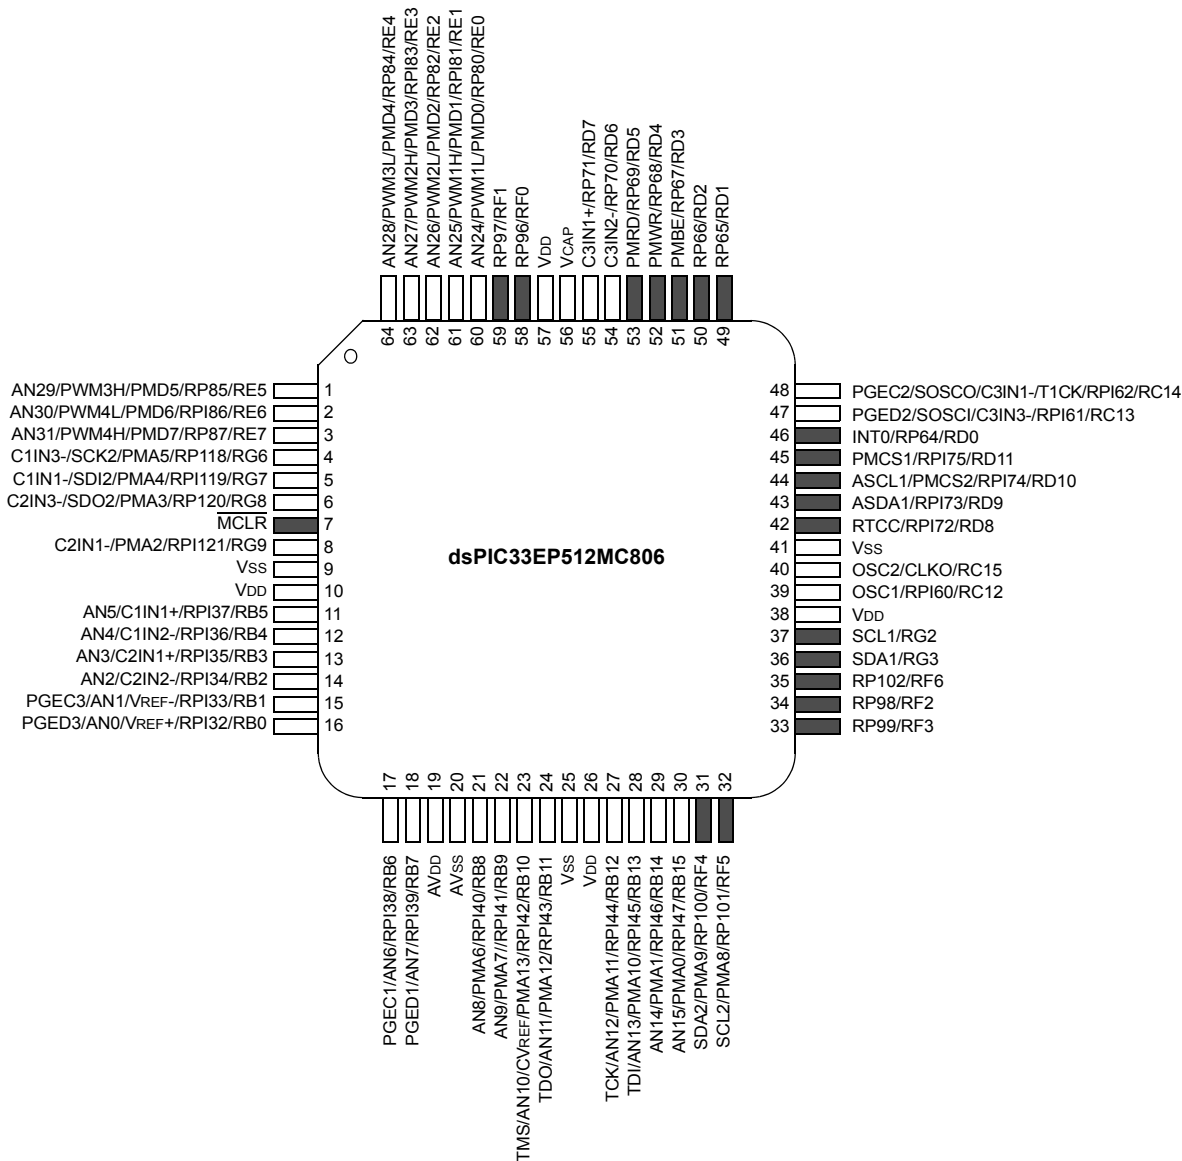 AN28/PWM3L/PMD4/RP84/RE4
AN27/PWM2H/PMD3/RPI83/RE3
AN26/PWM2L/PMD2/RP82/RE2
AN25/PWM1H/PMD1/RPI81/RE1
AN24/PWM1L/PMD0/RP80/RE0
RP97/RF1
RP96/RF0
VDD
VCAP
C3IN1+/RP71/RD7
C3IN2-/RP70/RD6
PMRD/RP69/RD5
PMWR/RP68/RD4
PMBE/RP67/RD3
RP66/RD2
RP65/RD1
64 63 62 61 60 59 58 57 56 55 54 53 52 51 50 49
AN29/PWM3H/PMD5/RP85/RE5 1
AN30/PWM4L/PMD6/RPI86/RE6 2
AN31/PWM4H/PMD7/RP87/RE7 3
C1IN3-/SCK2/PMA5/RP118/RG6 4
C1IN1-/SDI2/PMA4/RPI119/RG7 5
C2IN3-/SDO2/PMA3/RP120/RG8 6
MCLR 7
C2IN1-/PMA2/RPI121/RG9 8
VSS 9
VDD 10
AN5/C1IN1+/RPI37/RB5 11
AN4/C1IN2-/RPI36/RB4 12
AN3/C2IN1+/RPI35/RB3 13
AN2/C2IN2-/RPI34/RB2 14
PGEC3/AN1/VREF-/RPI33/RB1 15
PGED3/AN0/VREF+/RPI32/RB0 16
dsPIC33EP512MC806
48 PGEC2/SOSCO/C3IN1-/T1CK/RPI62/RC14
47 PGED2/SOSCI/C3IN3-/RPI61/RC13
46 INT0/RP64/RD0
45 PMCS1/RPI75/RD11
44 ASCL1/PMCS2/RPI74/RD10
43 ASDA1/RPI73/RD9
42 RTCC/RPI72/RD8
41 VSS
40 OSC2/CLKO/RC15
39 OSC1/RPI60/RC12
38 VDD
37 SCL1/RG2
36 SDA1/RG3
35 RP102/RF6
34 RP98/RF2
33 RP99/RF3
17 18 19 20 21 22 23 24 25 26 27 28 29 30 31 32
PGEC1/AN6/RPI38/RB6
PGED1/AN7/RPI39/RB7
AVDD
AVSS
AN8/PMA6/RPI40/RB8
AN9/PMA7//RPI41/RB9
TMS/AN10/CVREF/PMA13/RPI42/RB10
TDO/AN11/PMA12/RPI43/RB11
VSS
VDD
TCK/AN12/PMA11/RPI44/RB12
TDI/AN13/PMA10/RPI45/RB13
AN14/PMA1/RPI46/RB14
AN15/PMA0/RPI47/RB15
SDA2/PMA9/RP100/RF4
SCL2/PMA8/RP101/RF5